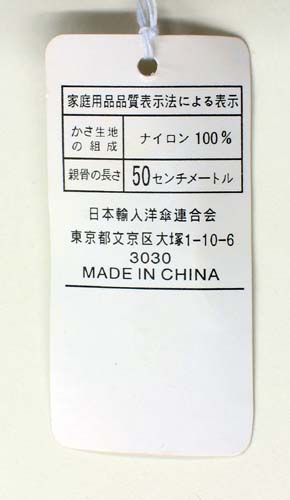 家庭用品品質表示法による表示
かさ生地の組成 ナイロン 100%
親骨の長さ 50センチメートル
日本輸入洋傘連合会
東京都文京区大塚1-10-6
3030
MADE IN CHINA